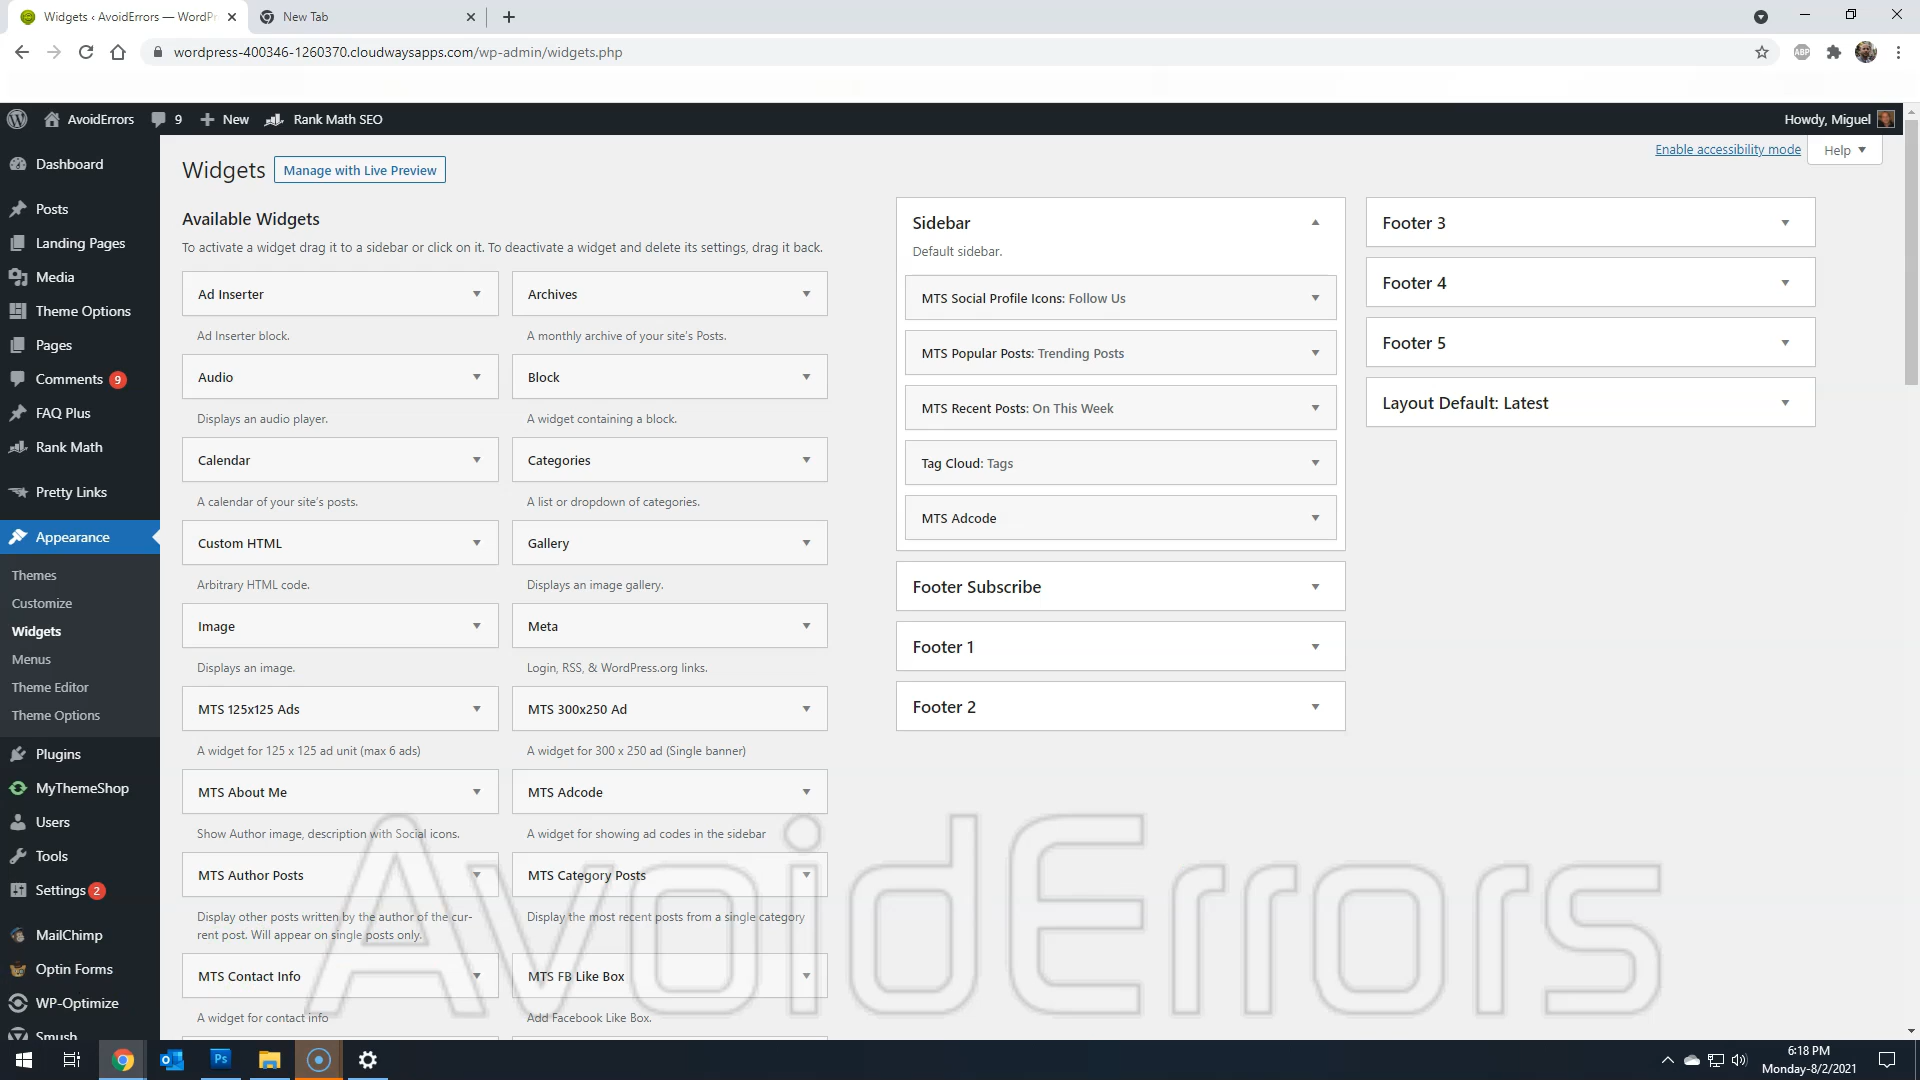 Widgets ‹ AvoidErrors — WordPr
New Tab
wordpress-400346-1260370.cloudwaysapps.com/wp-admin/widgets.php
ABP
AvoidErrors
9
New
Rank Math SEO
Howdy, Miguel
Dashboard
Posts
Landing Pages
Media
Theme Options
Pages
Comments 9
FAQ Plus
Rank Math
Pretty Links
Appearance
Themes
Customize
Widgets
Menus
Theme Editor
Theme Options
Plugins
MyThemeShop
Users
Tools
Settings 2
MailChimp
Optin Forms
WP-Optimize
Smush
Widgets
Manage with Live Preview
Enable accessibility mode
Help
Available Widgets
To activate a widget drag it to a sidebar or click on it. To deactivate a widget and delete its settings, drag it back.
Ad Inserter
Archives
Ad Inserter block.
A monthly archive of your site's Posts.
Audio
Block
Displays an audio player.
A widget containing a block.
Calendar
Categories
A calendar of your site's posts.
A list or dropdown of categories.
Custom HTML
Gallery
Arbitrary HTML code.
Displays an image gallery.
Image
Meta
Displays an image.
Login, RSS, & WordPress.org links.
MTS 125x125 Ads
MTS 300x250 Ad
A widget for 125 x 125 ad unit (max 6 ads)
A widget for 300 x 250 ad (Single banner)
MTS About Me
MTS Adcode
Show Author image, description with Social icons.
A widget for showing ad codes in the sidebar
MTS Author Posts
MTS Category Posts
Display other posts written by the author of the cur-
rent post. Will appear on single posts only.
Display the most recent posts from a single category
MTS Contact Info
MTS FB Like Box
A widget for contact info
Add Facebook Like Box.
Sidebar
Default sidebar.
MTS Social Profile Icons: Follow Us
MTS Popular Posts: Trending Posts
MTS Recent Posts: On This Week
Tag Cloud: Tags
MTS Adcode
Footer Subscribe
Footer 1
Footer 2
Footer 3
Footer 4
Footer 5
Layout Default: Latest
AvoidErrors
Ps
6:18 PM
Monday-8/2/2021